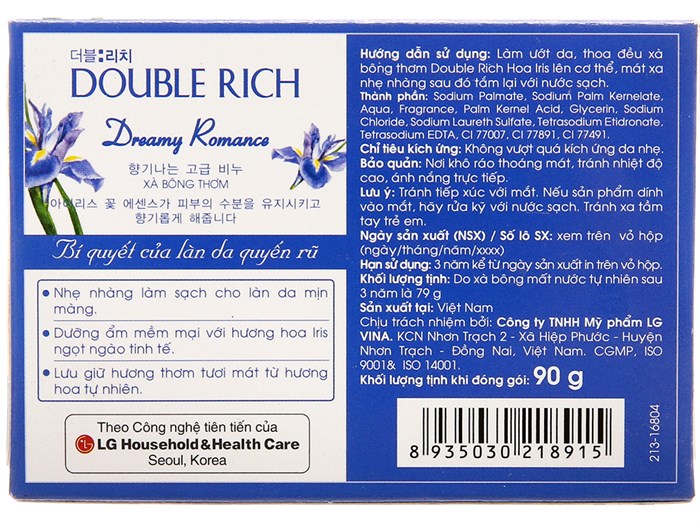 더블:리치
DOUBLE RICH
Dreamy Romance
향기나는 고급 비누
XÀ BÔNG THƠM
아이리스 꽃 에센스가 피부의 수분을 유지시키고
향기롭게 해줍니다
Bí quyết của làn da quyến rũ
• Nhẹ nhàng làm sạch cho làn da mịn
màng.
• Dưỡng ẩm mềm mại với hương hoa Iris
ngọt ngào tinh tế.
• Lưu giữ hương thơm tươi mát từ hương
hoa tự nhiên.
Theo Công nghệ tiên tiến của
LG Household & Health Care
Seoul, Korea
Hướng dẫn sử dụng: Làm ướt da, thoa đều xà
bông thơm Double Rich Hoa Iris lên cơ thể, mát xa
nhẹ nhàng sau đó tắm lại với nước sạch.
Thành phần: Sodium Palmate, Sodium Palm Kernelate,
Aqua, Fragrance, Palm Kernel Acid, Glycerin, Sodium
Chloride, Sodium Laureth Sulfate, Tetrasodium Etidronate,
Tetrasodium EDTA, CI 77007, CI 77891, CI 77491.
Chỉ tiêu kích ứng: Không vượt quá kích ứng da nhẹ.
Bảo quản: Nơi khô ráo thoáng mát, tránh nhiệt độ
cao, ánh nắng trực tiếp.
Lưu ý: Tránh tiếp xúc với mắt. Nếu sản phẩm dính
vào mắt, hãy rửa kỹ với nước sạch. Tránh xa tầm
tay trẻ em.
Ngày sản xuất (NSX) / Số lô SX: xem trên vỏ hộp
(ngày/tháng/năm/xxxx)
Hạn sử dụng: 3 năm kể từ ngày sản xuất in trên vỏ hộp.
Khối lượng tịnh: Do xà bông mất nước tự nhiên sau
3 năm là 79 g
Sản xuất tại: Việt Nam
Chịu trách nhiệm bởi: Công ty TNHH Mỹ phẩm LG
VINA. KCN Nhơn Trạch 2 - Xã Hiệp Phước - Huyện
Nhơn Trạch - Đồng Nai, Việt Nam. CGMP, ISO
9001& ISO 14001.
Khối lượng tịnh khi đóng gói: 90 g
8 935030 218915
213-16804